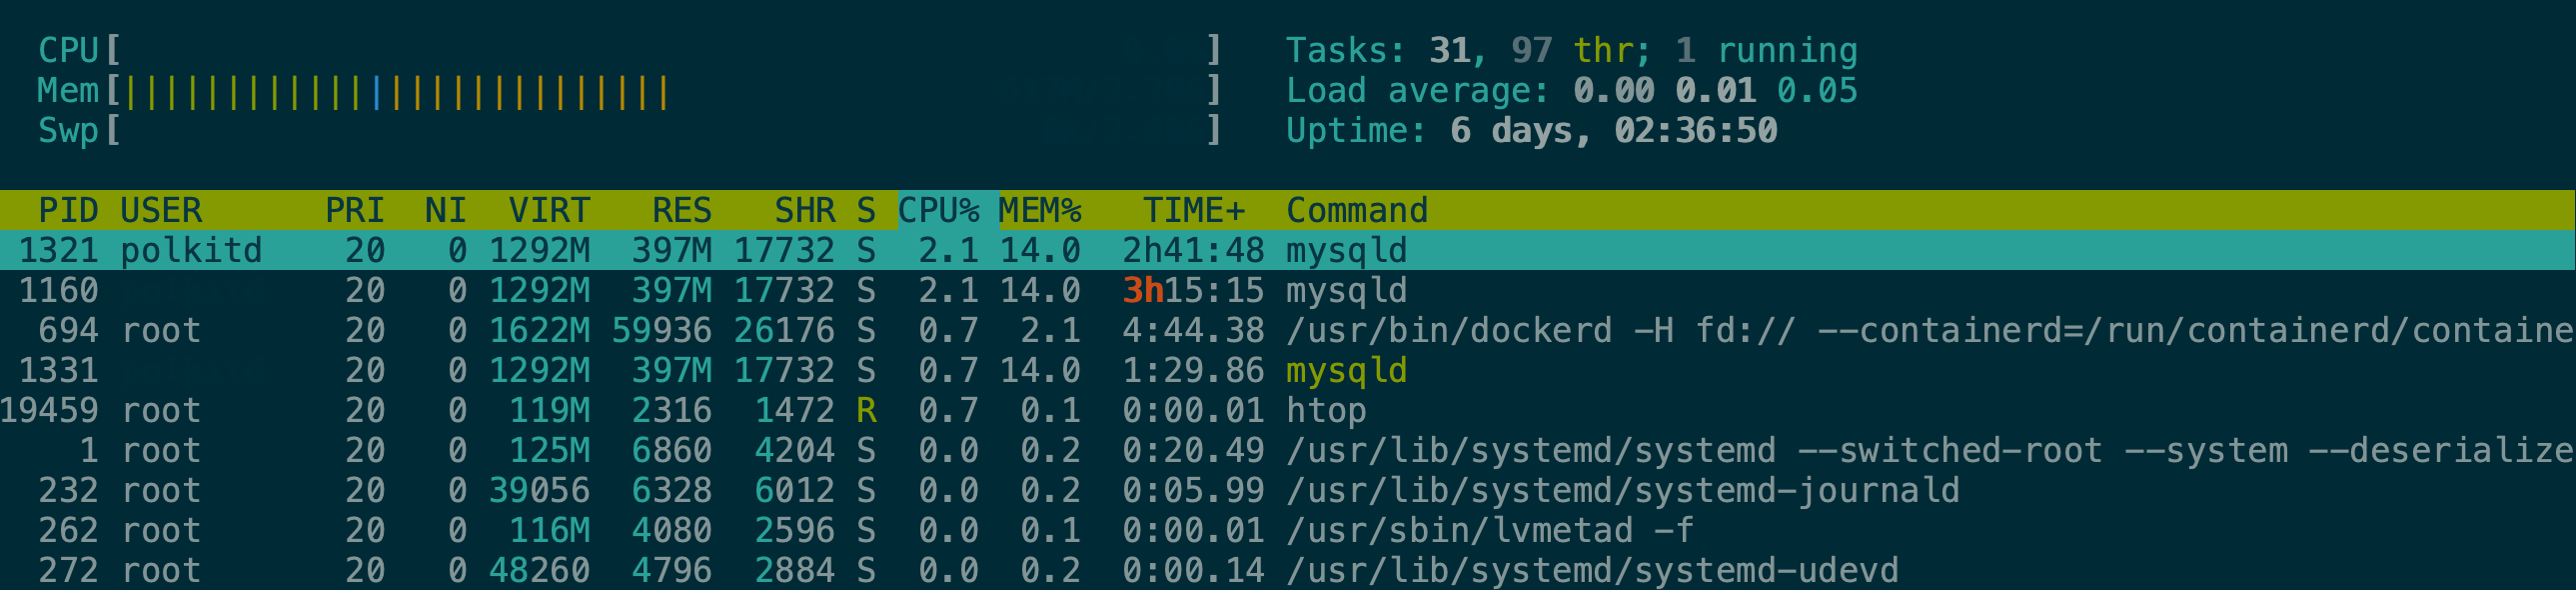 CPU[ ] Tasks: 31, 97 thr; 1 running
Mem[||||||||||||||||||||||||||| ] Load average: 0.00 0.01 0.05
Swp[ ] Uptime: 6 days, 02:36:50
PID USER PRI NI VIRT RES SHR S CPU% MEM% TIME+ Command
1321 polkitd 20 0 1292M 397M 17732 S 2.1 14.0 2h41:48 mysqld
1160 20 0 1292M 397M 17732 S 2.1 14.0 3h15:15 mysqld
694 root 20 0 1622M 59936 26176 S 0.7 2.1 4:44.38 /usr/bin/dockerd -H fd:// --containerd=/run/containerd/containe
1331 20 0 1292M 397M 17732 S 0.7 14.0 1:29.86 mysqld
19459 root 20 0 119M 2316 1472 R 0.7 0.1 0:00.01 htop
1 root 20 0 125M 6860 4204 S 0.0 0.2 0:20.49 /usr/lib/systemd/systemd --switched-root --system --deserialize
232 root 20 0 39056 6328 6012 S 0.0 0.2 0:05.99 /usr/lib/systemd/systemd-journald
262 root 20 0 116M 4080 2596 S 0.0 0.1 0:00.01 /usr/sbin/lvmetad -f
272 root 20 0 48260 4796 2884 S 0.0 0.2 0:00.14 /usr/lib/systemd/systemd-udevd